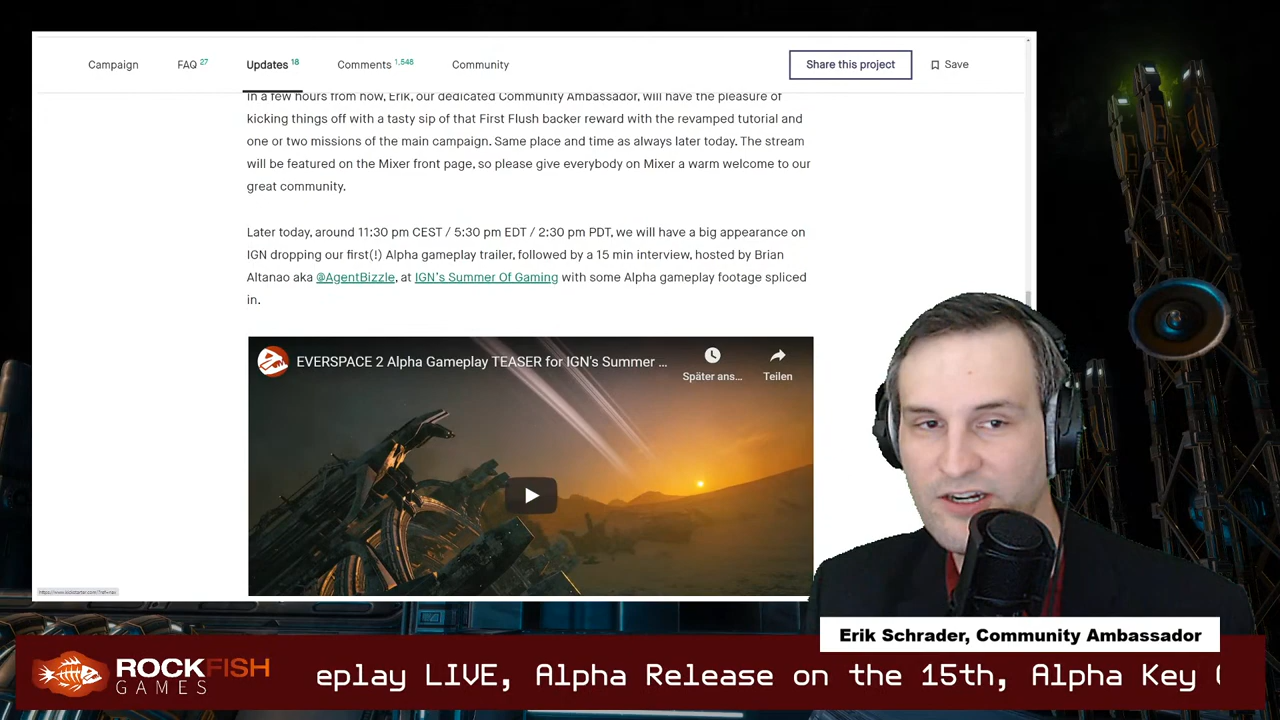 Campaign FAQ 27 Updates 18 Comments 1,548 Community Share this project Save
In a few hours from now, Erik, our dedicated Community Ambassador, will have the pleasure of
kicking things off with a tasty sip of that First Flush backer reward with the revamped tutorial and
one or two missions of the main campaign. Same place and time as always later today. The stream
will be featured on the Mixer front page, so please give everybody on Mixer a warm welcome to our
great community.
Later today, around 11:30 pm CEST / 5:30 pm EDT / 2:30 pm PDT, we will have a big appearance on
IGN dropping our first(!) Alpha gameplay trailer, followed by a 15 min interview, hosted by Brian
Altanao aka @AgentBizzle, at IGN's Summer Of Gaming with some Alpha gameplay footage spliced
in.
EVERSPACE 2 Alpha Gameplay TEASER for IGN's Summer ...
Später ans... Teilen
Erik Schrader, Community Ambassador
ROCKFISH
GAMES
eplay LIVE, Alpha Release on the 15th, Alpha Key